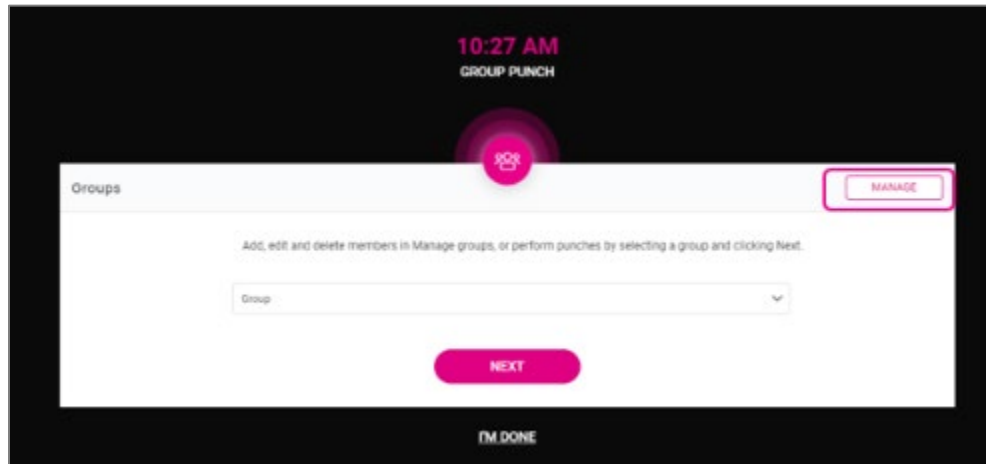 10:27 AM
GROUP PUNCH
Groups
MANAGE
Add, edit and delete members in Manage groups, or perform punches by selecting a group and clicking Next.
Group
NEXT
I'M DONE